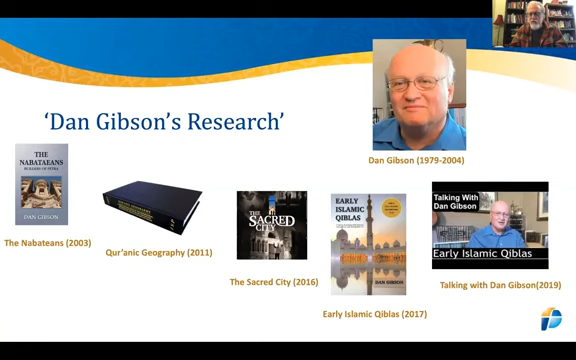 'Dan Gibson's Research'
Dan Gibson (1979-2004)
THE
NABATAEANS
BUILDERS OF PETRA
DAN GIBSON
The Nabateans (2003)
Qur'anic Geography (2011)
THE
SACRED
CITY
The Sacred City (2016)
EARLY
ISLAMIC
QIBLAS
DAN GIBSON
Early Islamic Qiblas (2017)
Talking With
Dan Gibson
Early Islamic Qiblas
Talking with Dan Gibson(2019)